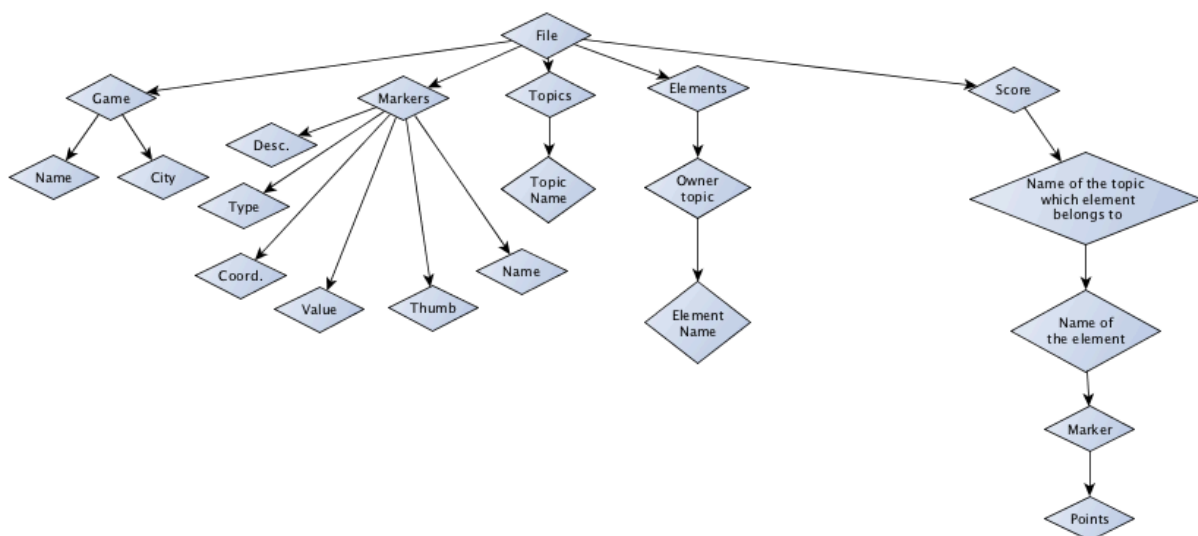 File
Game
Markers
Topics
Elements
Score
Desc.
Name
City
Type
Topic
Name
Owner
topic
Name of the topic
which element
belongs to
Coord.
Name
Value
Thumb
Element
Name
Name of
the element
Marker
Points